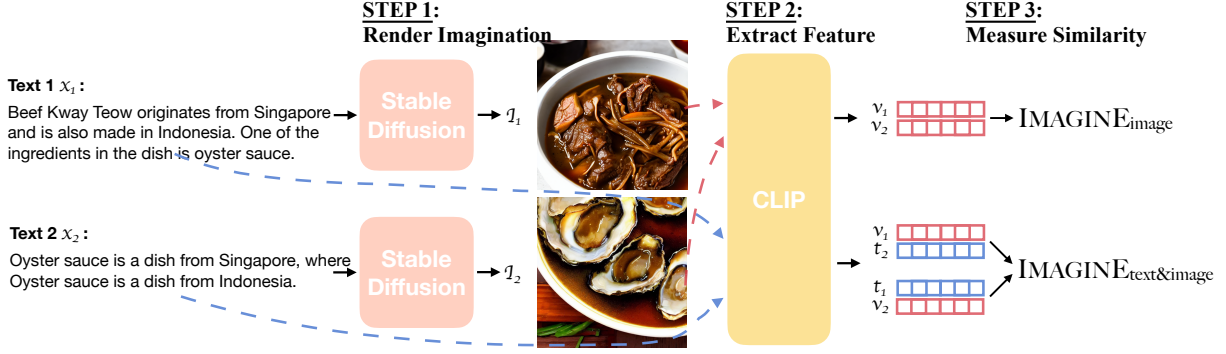 STEP 1:
Render Imagination
STEP 2:
Extract Feature
STEP 3:
Measure Similarity
Text 1 x₁ :
Beef Kway Teow originates from Singapore
and is also made in Indonesia. One of the
ingredients in the dish is oyster sauce.
Stable
Diffusion
I₁
Text 2 x₂ :
Oyster sauce is a dish from Singapore, where
Oyster sauce is a dish from Indonesia.
Stable
Diffusion
I₂
CLIP
v₁
v₂
IMAGINEimage
v₁
t₂
t₁
v₂
IMAGINEtext&image